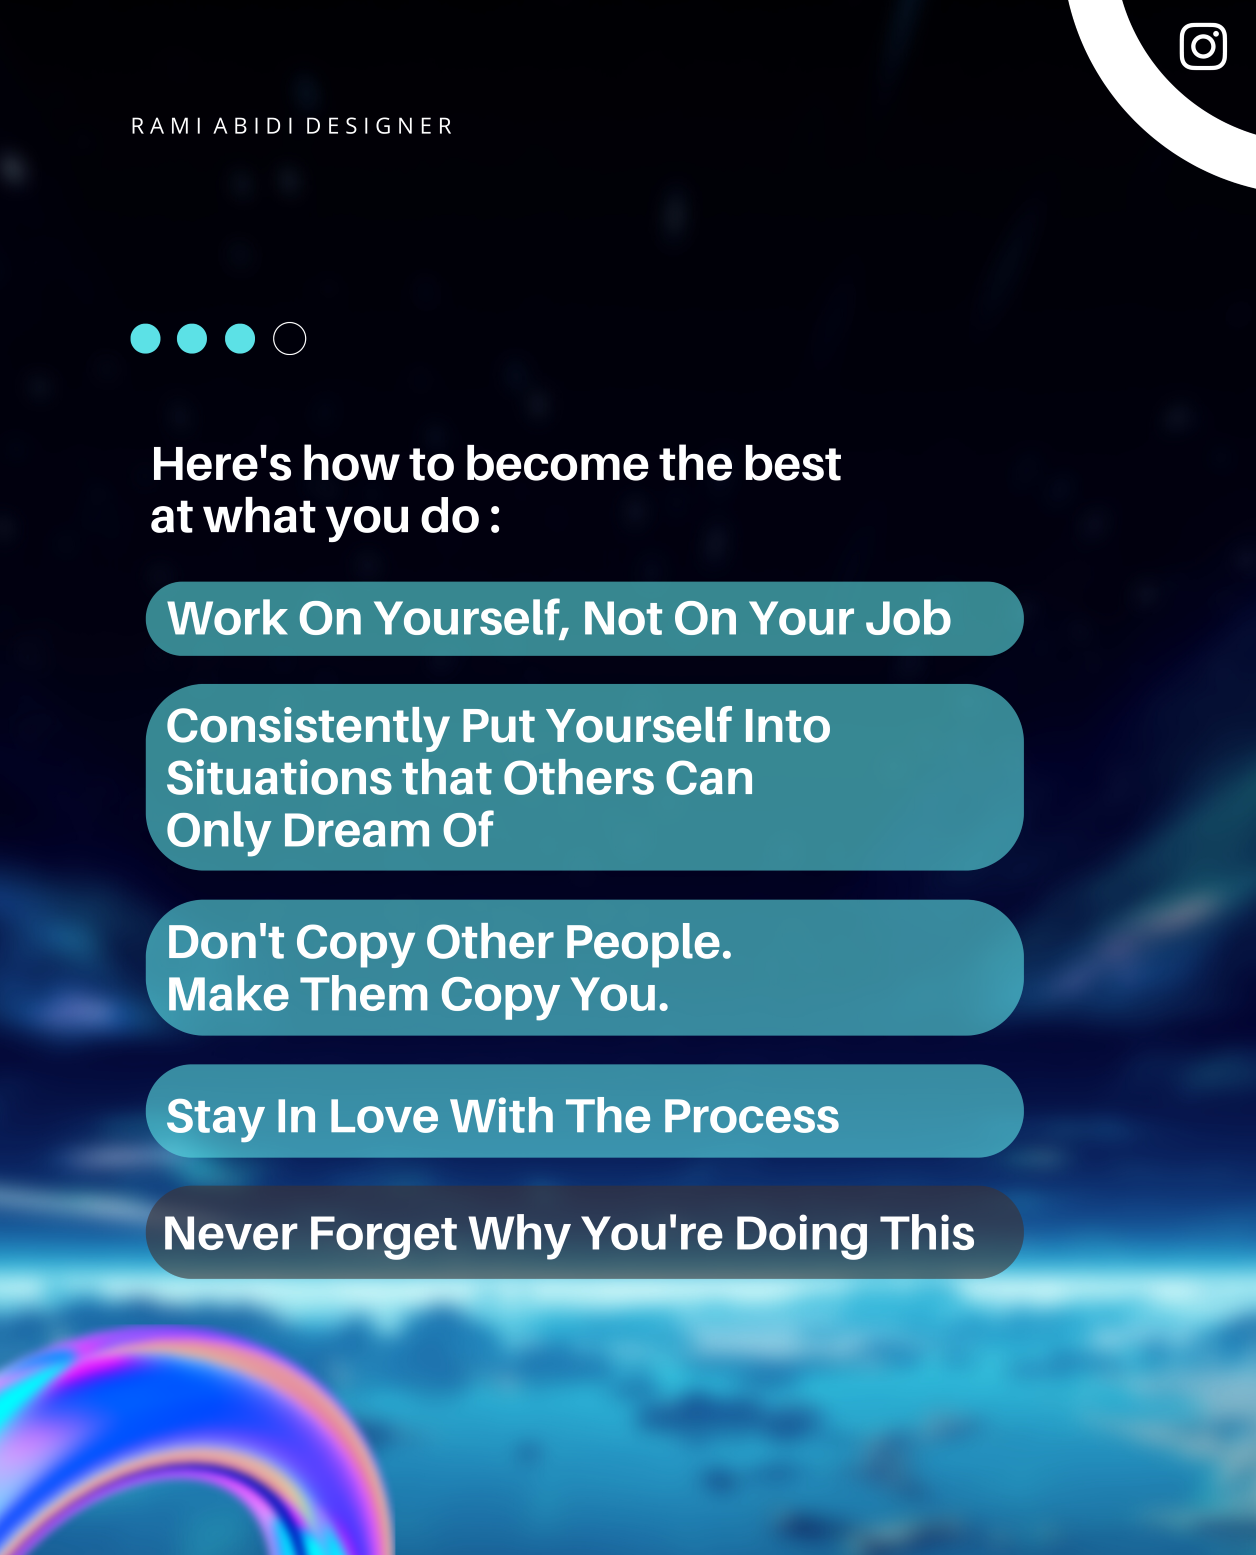 RAMI ABIDI DESIGNER
Here's how to become the best
at what you do :
Work On Yourself, Not On Your Job
Consistently Put Yourself Into
Situations that Others Can
Only Dream Of
Don't Copy Other People.
Make Them Copy You.
Stay In Love With The Process
Never Forget Why You're Doing This